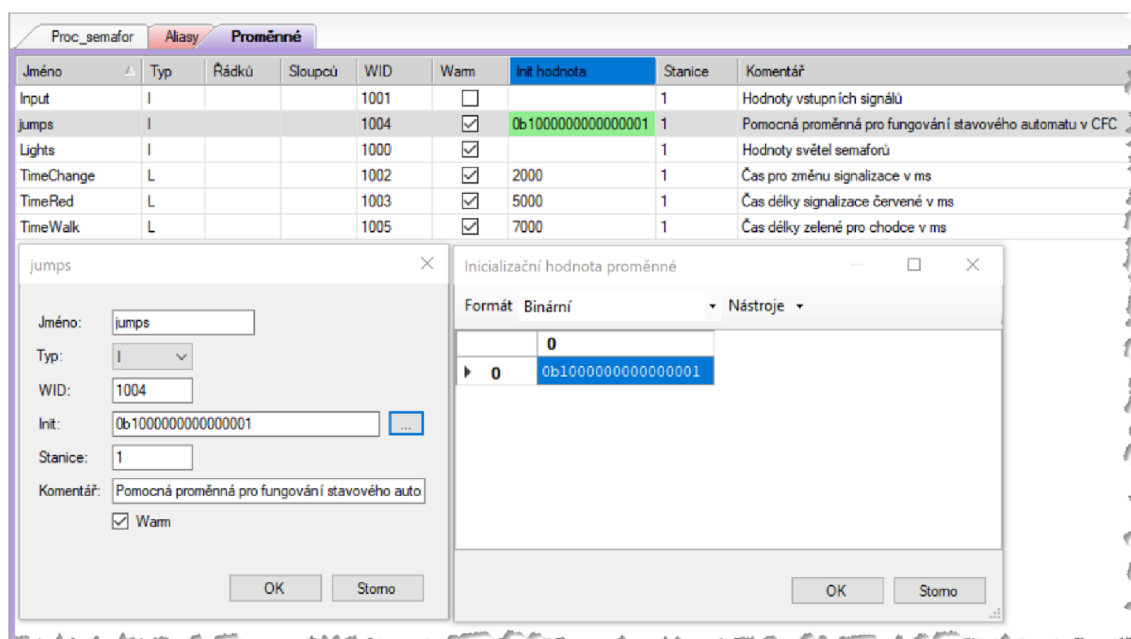 Proc_semafor Aliasy Proměnné
Jméno Typ Řádků Sloupců WID Warm Init hodnota Stanice Komentář
Input I 1001 1 Hodnoty vstupních signálů
jumps I 1004 0b1000000000000001 1 Pomocná proměnná pro fungování stavového automatu v CFC
Lights I 1000 1 Hodnoty světel semaforů
TimeChange L 1002 2000 1 Čas pro změnu signalizace v ms
TimeRed L 1003 5000 1 Čas délky signalizace červené v ms
TimeWalk L 1005 7000 1 Čas délky zelené pro chodce v ms
jumps
Jméno: jumps
Typ: I
WID: 1004
Init: 0b1000000000000001 ...
Stanice: 1
Komentář: Pomocná proměnná pro fungování stavového auto
Warm
OK Storno
Inicializační hodnota proměnné
Formát Binární Nástroje
0
0 0b1000000000000001
OK Storno